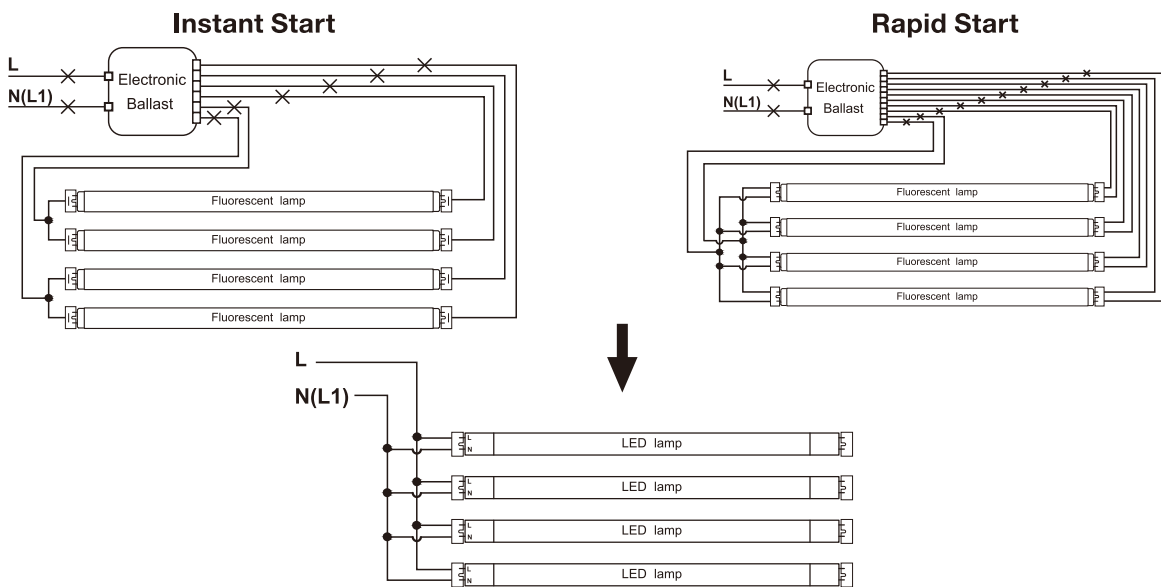 Instant Start
Rapid Start
L
N(L1)
Electronic
Ballast
Fluorescent lamp
Fluorescent lamp
Fluorescent lamp
Fluorescent lamp
L
N(L1)
Electronic
Ballast
Fluorescent lamp
Fluorescent lamp
Fluorescent lamp
Fluorescent lamp
L
N(L1)
L
N
LED lamp
L
N
LED lamp
L
N
LED lamp
L
N
LED lamp